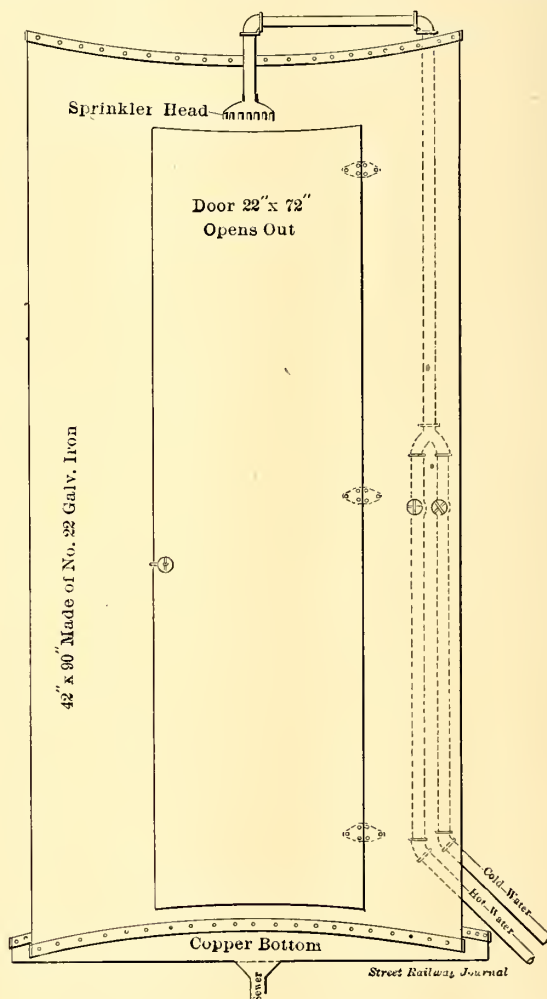 Sprinkler Head
Door 22"x 72"
Opens Out
42"x 90" Made of No. 22 Galv. Iron
Cold Water
Hot Water
Copper Bottom
Sewer
Street Railway Journal